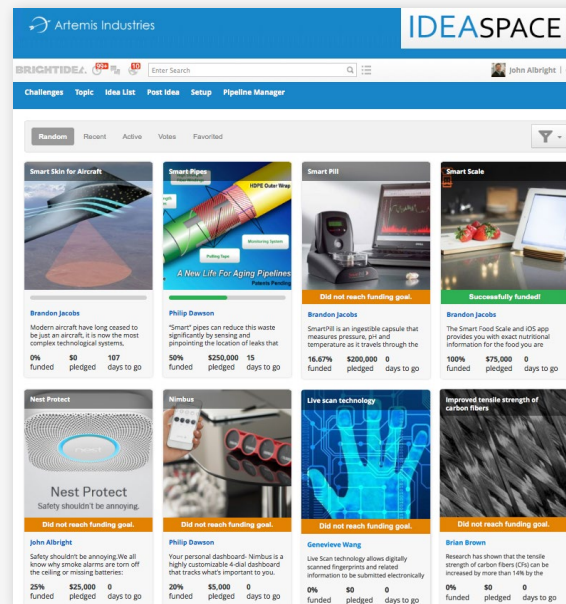 Artemis Industries
IDEASPACE
BRIGHTIDEA.
99+
10
Enter Search
John Albright |
Challenges Topic Idea List Post Idea Setup Pipeline Manager
Random Recent Active Votes Favorited
Smart Skin for Aircraft
Brandon Jacobs
Modern aircraft have long ceased to
be just an aircraft, it is now the most
complex technological systems,
0% $0 107
funded pledged days to go
Smart Pipes
HDPE Outer Wrap
Monitoring System
Pulling Tape
A New Life For Aging Pipelines
Patents Pending
Philip Dawson
"Smart" pipes can reduce this waste
significantly by sensing and
pinpointing the location of leaks that
50% $250,000 15
funded pledged days to go
Smart Pill
Did not reach funding goal.
Brandon Jacobs
SmartPill is an ingestible capsule that
measures pressure, pH and
temperature as it travels through the
16.67% $200,000 0
funded pledged days to go
Smart Scale
Successfully funded!
Brandon Jacobs
The Smart Food Scale and iOS app
provides you with exact nutritional
information for the food you are
100% $75,000 0
funded pledged days to go
Nest Protect
Nest Protect
Safety shouldn't be annoying.
Did not reach funding goal.
John Albright
Safety shouldn't be annoying.We all
know why smoke alarms are torn off
the ceiling or missing batteries:
25% $25,000 0
funded pledged days to go
Nimbus
Did not reach funding goal.
Philip Dawson
Your personal dashboard- Nimbus is a
highly customizable 4-dial dashboard
that tracks what's important to you.
20% $5,000 0
funded pledged days to go
Live scan technology
Did not reach funding goal.
Genevieve Wang
Live Scan technology allows digitally
scanned fingerprints and related
information to be submitted electronically
0% $0 0
funded pledged days to go
Improved tensile strength of
carbon fibers
Did not reach funding goal.
Brian Brown
Research has shown that the tensile
strength of carbon fibers (CFs) can be
increased by more than 14% by the
0% $0 0
funded pledged days to go